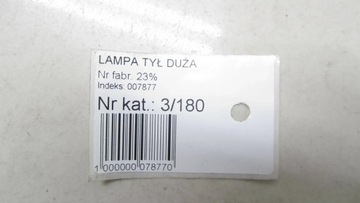 LAMPA TYŁ DUŻA
Nr fabr. 23%
Indeks: 007877
Nr kat.: 3/180
1 000000 078770